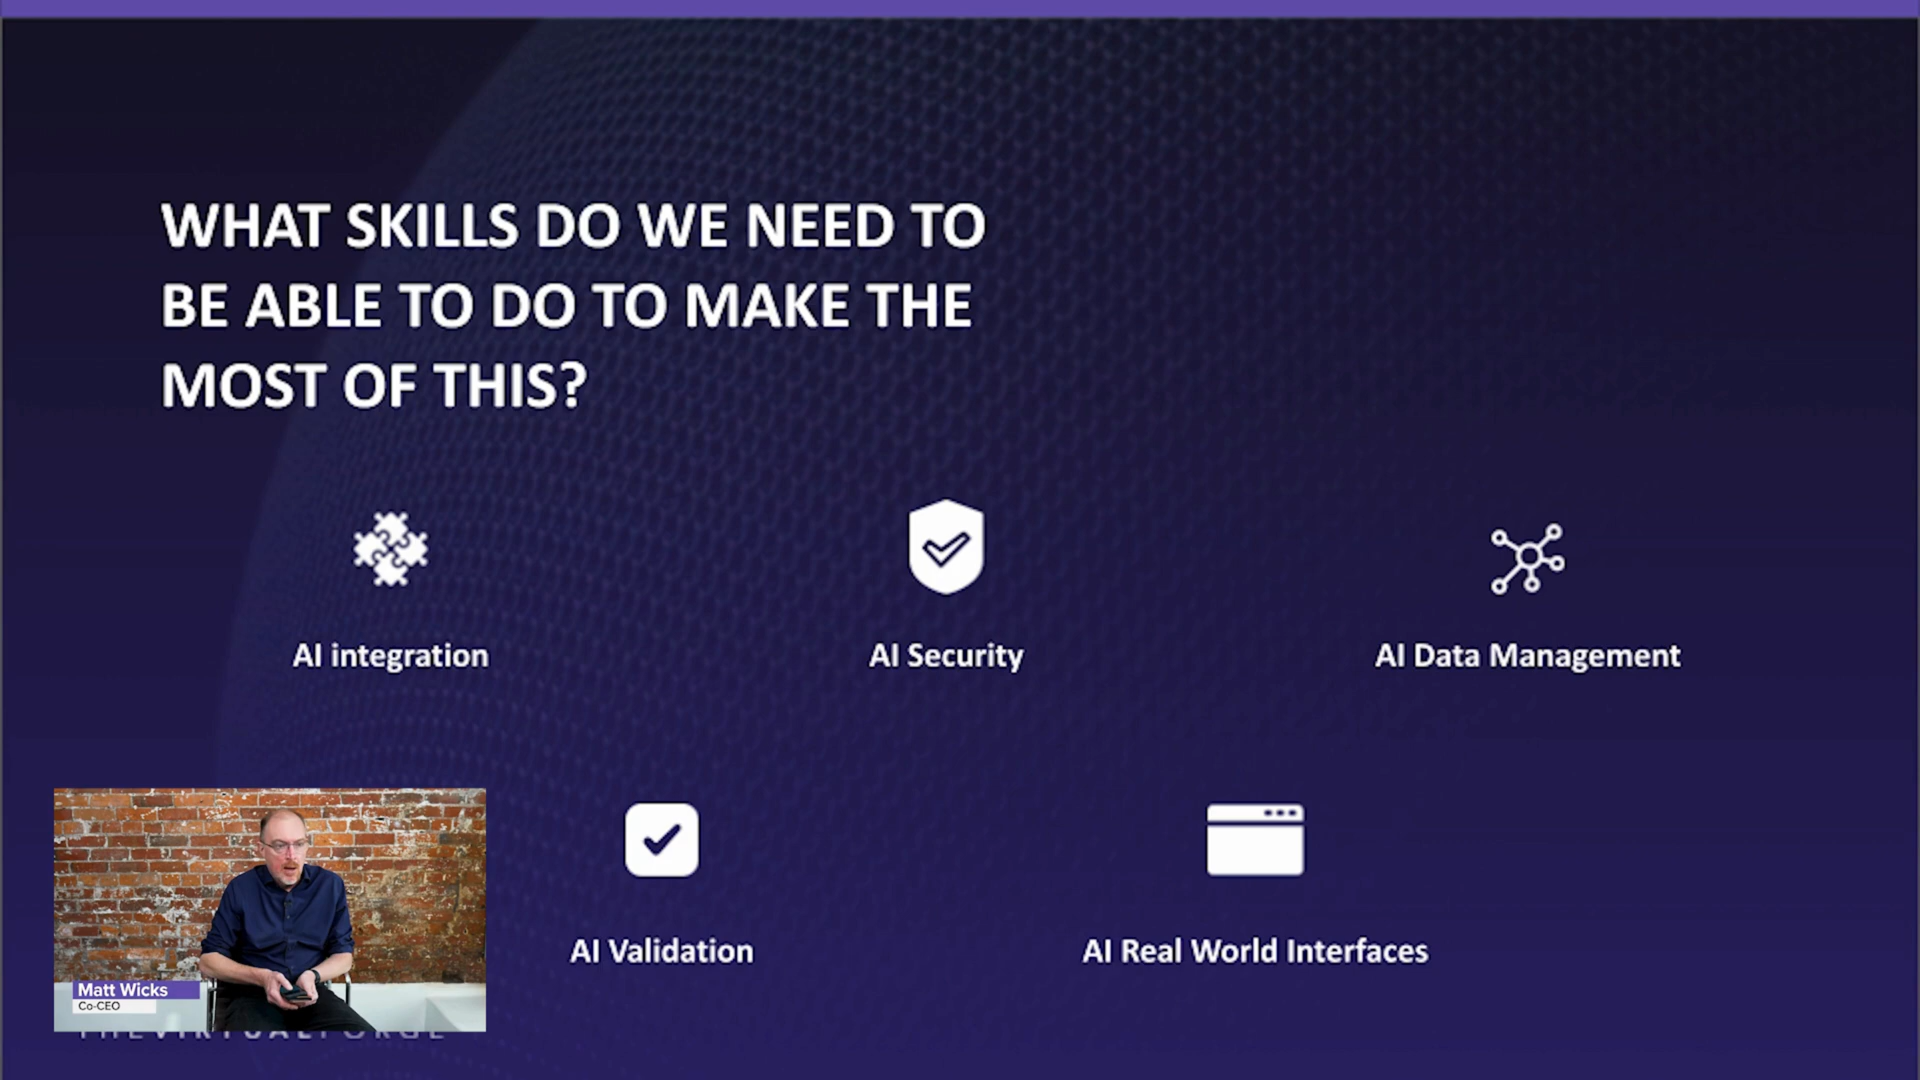 WHAT SKILLS DO WE NEED TO
BE ABLE TO DO TO MAKE THE
MOST OF THIS?
AI integration
AI Security
AI Data Management
AI Validation
AI Real World Interfaces
Matt Wicks
Co-CEO
THEVIRTUALFORGE